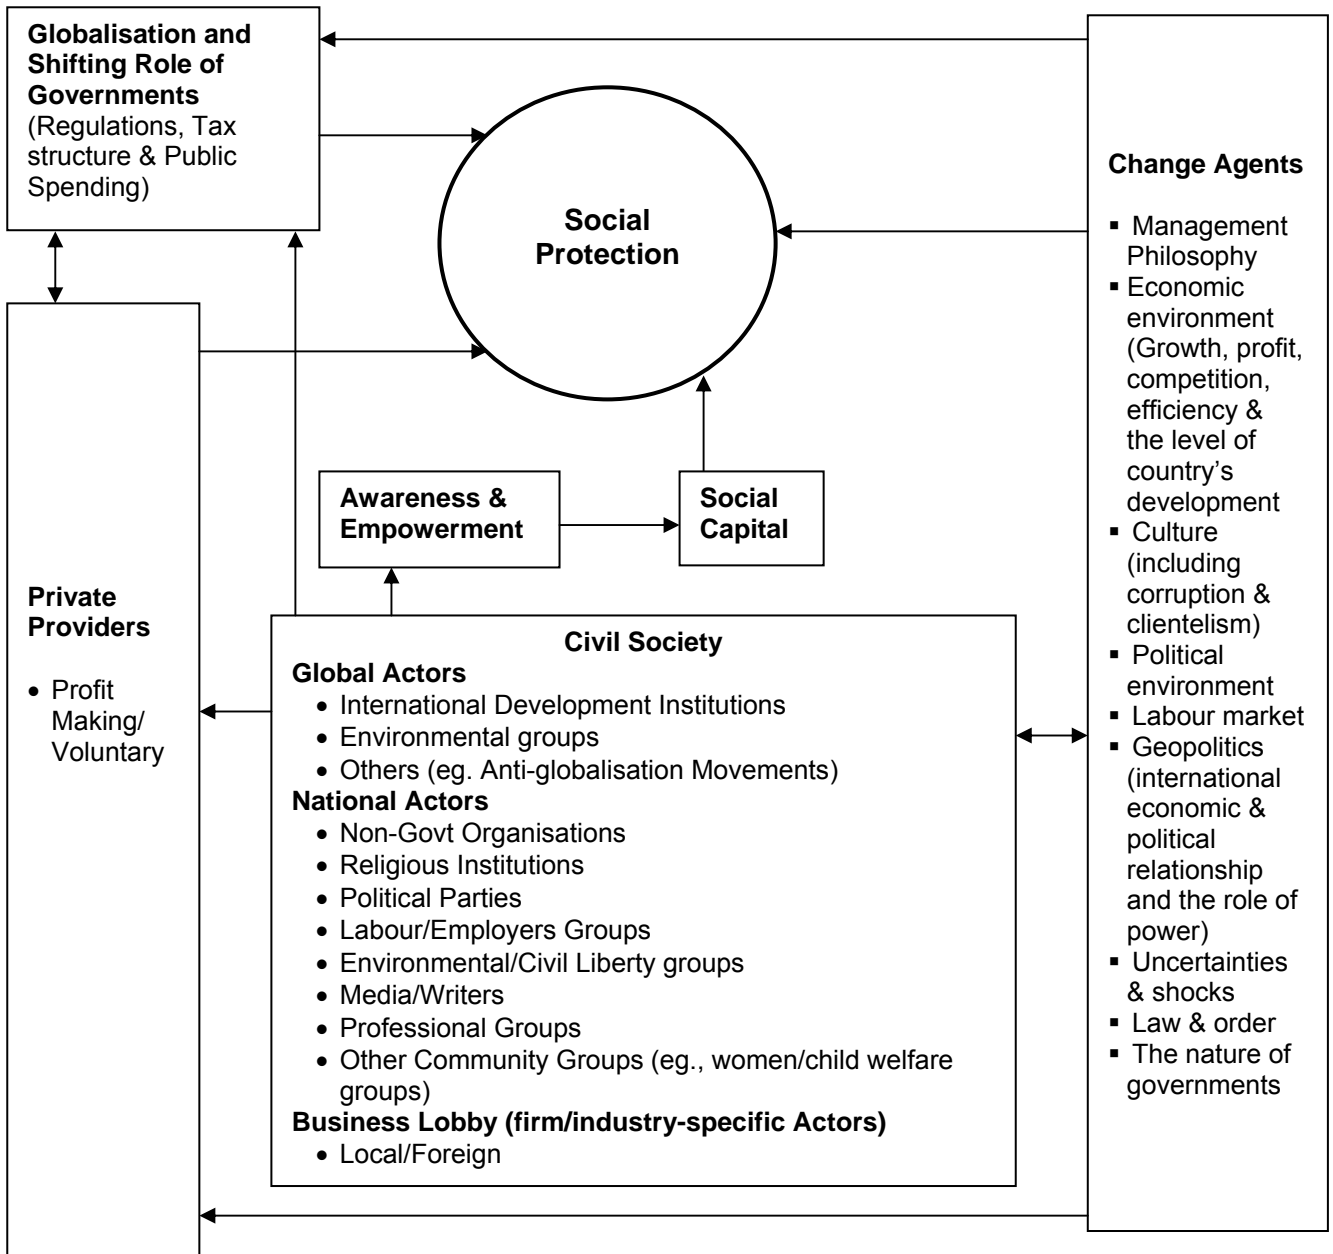 Globalisation and
Shifting Role of
Governments
(Regulations, Tax
structure & Public
Spending)
Social
Protection
Change Agents
▪ Management
Philosophy
▪ Economic
environment
(Growth, profit,
competition,
efficiency &
the level of
country’s
development
▪ Culture
(including
corruption &
clientelism)
▪ Political
environment
▪ Labour market
▪ Geopolitics
(international
economic &
political
relationship
and the role of
power)
▪ Uncertainties
& shocks
▪ Law & order
▪ The nature of
governments
Awareness &
Empowerment
Social
Capital
Private
Providers
• Profit
Making/
Voluntary
Civil Society
Global Actors
• International Development Institutions
• Environmental groups
• Others (eg. Anti-globalisation Movements)
National Actors
• Non-Govt Organisations
• Religious Institutions
• Political Parties
• Labour/Employers Groups
• Environmental/Civil Liberty groups
• Media/Writers
• Professional Groups
• Other Community Groups (eg., women/child welfare
groups)
Business Lobby (firm/industry-specific Actors)
• Local/Foreign